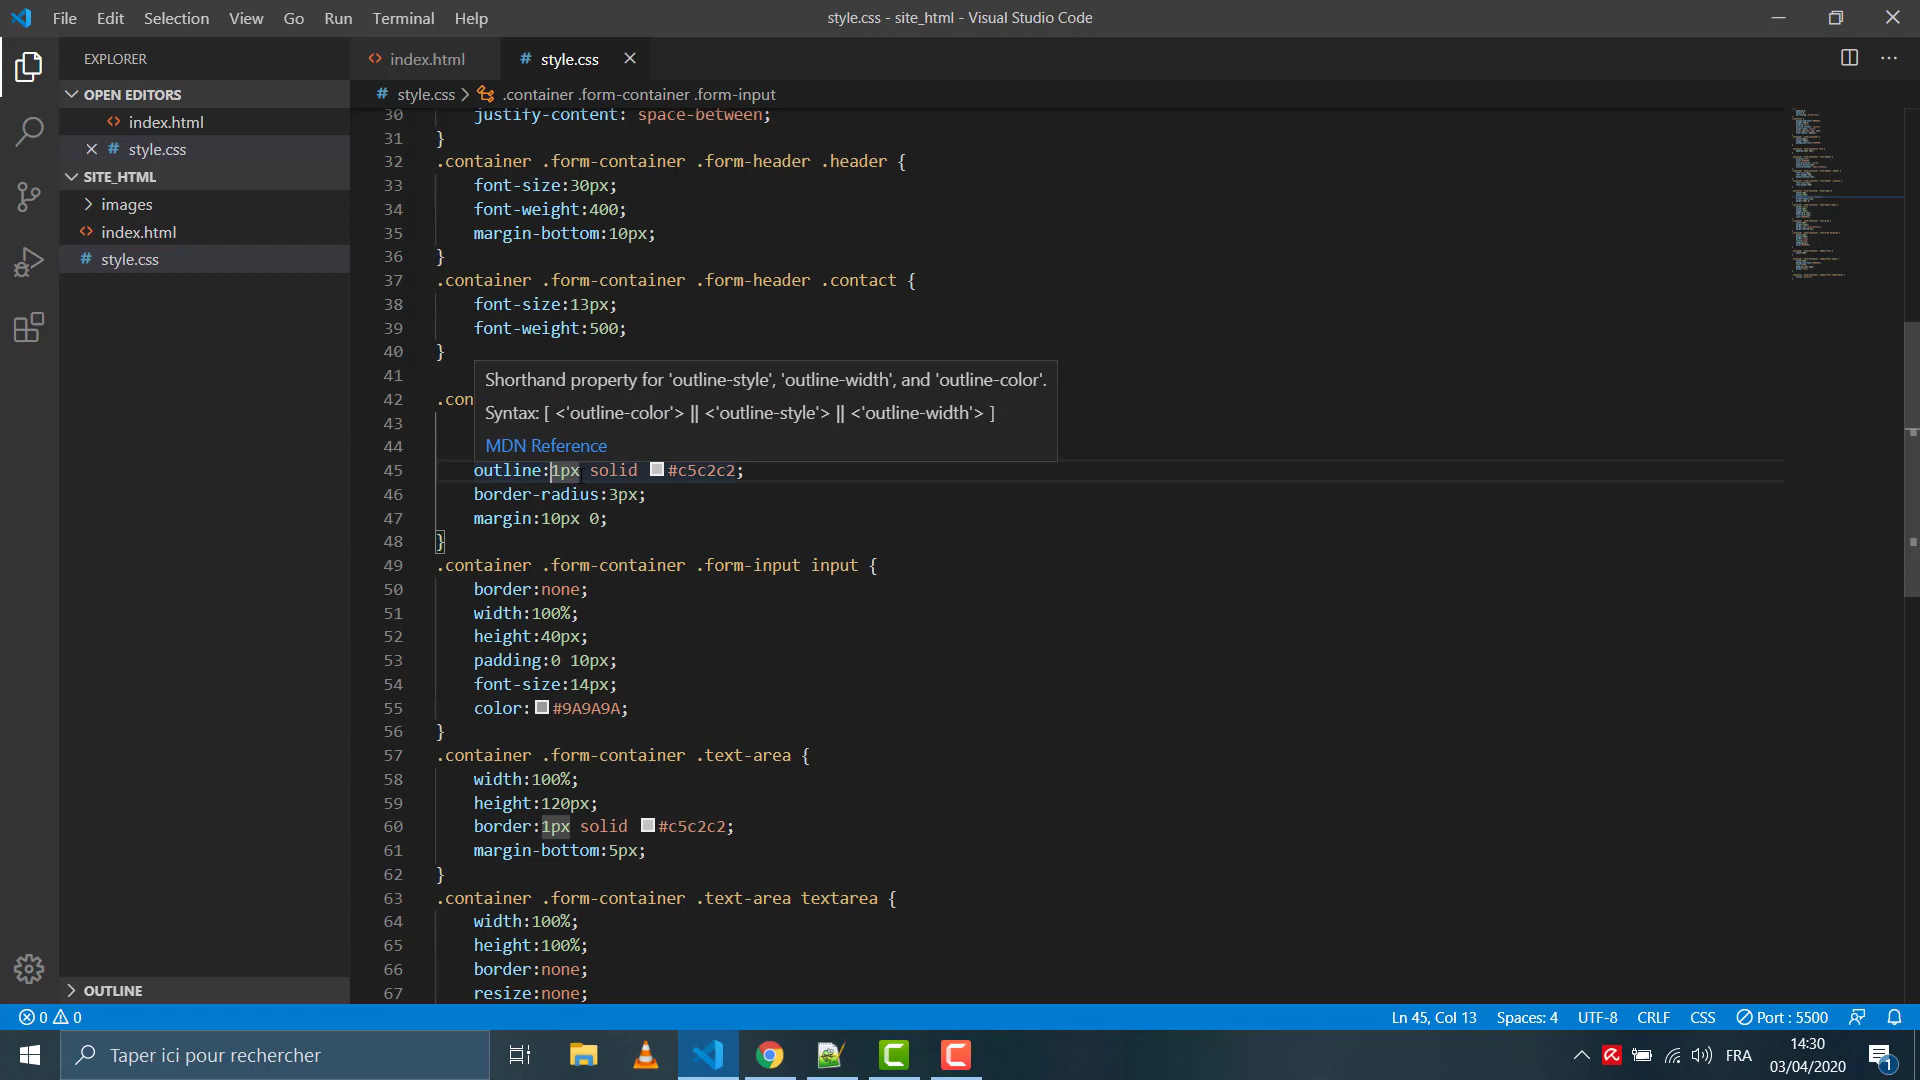 File Edit Selection View Go Run Terminal Help
style.css - site_html - Visual Studio Code
EXPLORER
index.html
style.css
OPEN EDITORS
index.html
style.css
SITE_HTML
images
index.html
style.css
OUTLINE
style.css > .container .form-container .form-input
30 justify-content: space-between;
31 }
32 .container .form-container .form-header .header {
33 font-size:30px;
34 font-weight:400;
35 margin-bottom:10px;
36 }
37 .container .form-container .form-header .contact {
38 font-size:13px;
39 font-weight:500;
40 }
41
42 .con
43
44
Shorthand property for 'outline-style', 'outline-width', and 'outline-color'.
Syntax: [ <'outline-color'> || <'outline-style'> || <'outline-width'> ]
MDN Reference
45 outline:1px solid #c5c2c2;
46 border-radius:3px;
47 margin:10px 0;
48 }
49 .container .form-container .form-input input {
50 border:none;
51 width:100%;
52 height:40px;
53 padding:0 10px;
54 font-size:14px;
55 color:#9A9A9A;
56 }
57 .container .form-container .text-area {
58 width:100%;
59 height:120px;
60 border:1px solid #c5c2c2;
61 margin-bottom:5px;
62 }
63 .container .form-container .text-area textarea {
64 width:100%;
65 height:100%;
66 border:none;
67 resize:none;
0 0
Ln 45, Col 13 Spaces: 4 UTF-8 CRLF CSS Port : 5500
Taper ici pour rechercher
FRA
14:30
03/04/2020
1